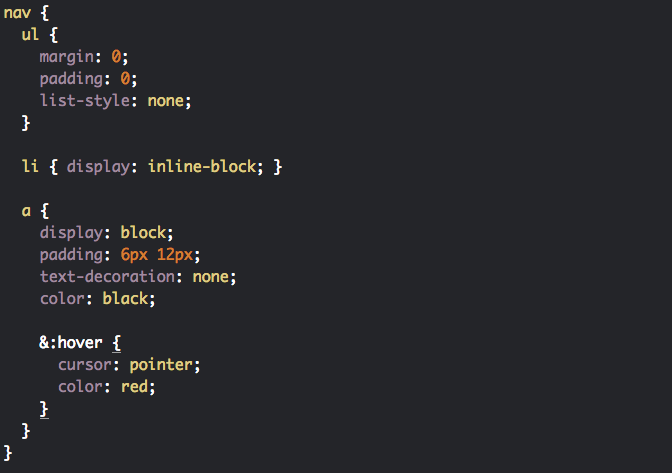 nav {
  ul {
    margin: 0;
    padding: 0;
    list-style: none;
  }

  li { display: inline-block; }

  a {
    display: block;
    padding: 6px 12px;
    text-decoration: none;
    color: black;

    &:hover {
      cursor: pointer;
      color: red;
    }
  }
}